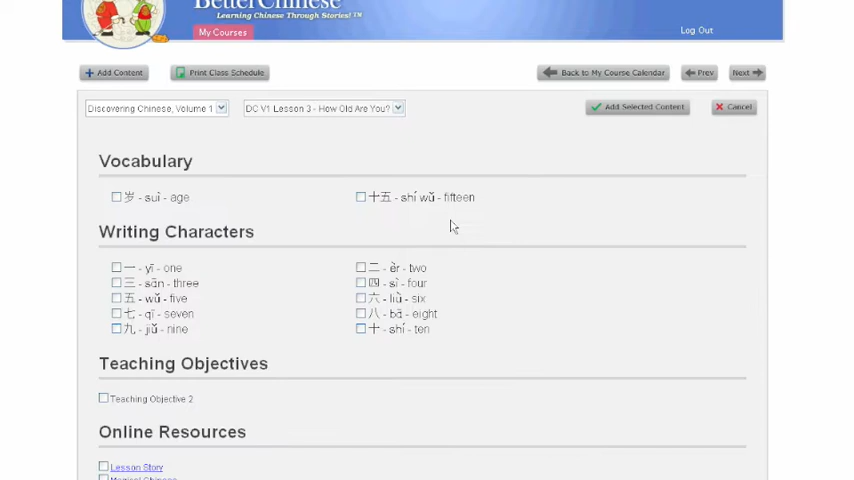 BetterChinese
Learning Chinese Through Stories!™
My Courses
Log Out
Add Content
Print Class Schedule
Back to My Course Calendar
Prev
Next
Discovering Chinese, Volume 1
DC V1 Lesson 3 - How Old Are You?
Add Selected Content
Cancel
Vocabulary
岁 - suì - age
十五 - shí wǔ - fifteen
Writing Characters
一 - yī - one
二 - èr - two
三 - sān - three
四 - sì - four
五 - wǔ - five
六 - liù - six
七 - qī - seven
八 - bā - eight
九 - jiǔ - nine
十 - shí - ten
Teaching Objectives
Teaching Objective 2
Online Resources
Lesson Story